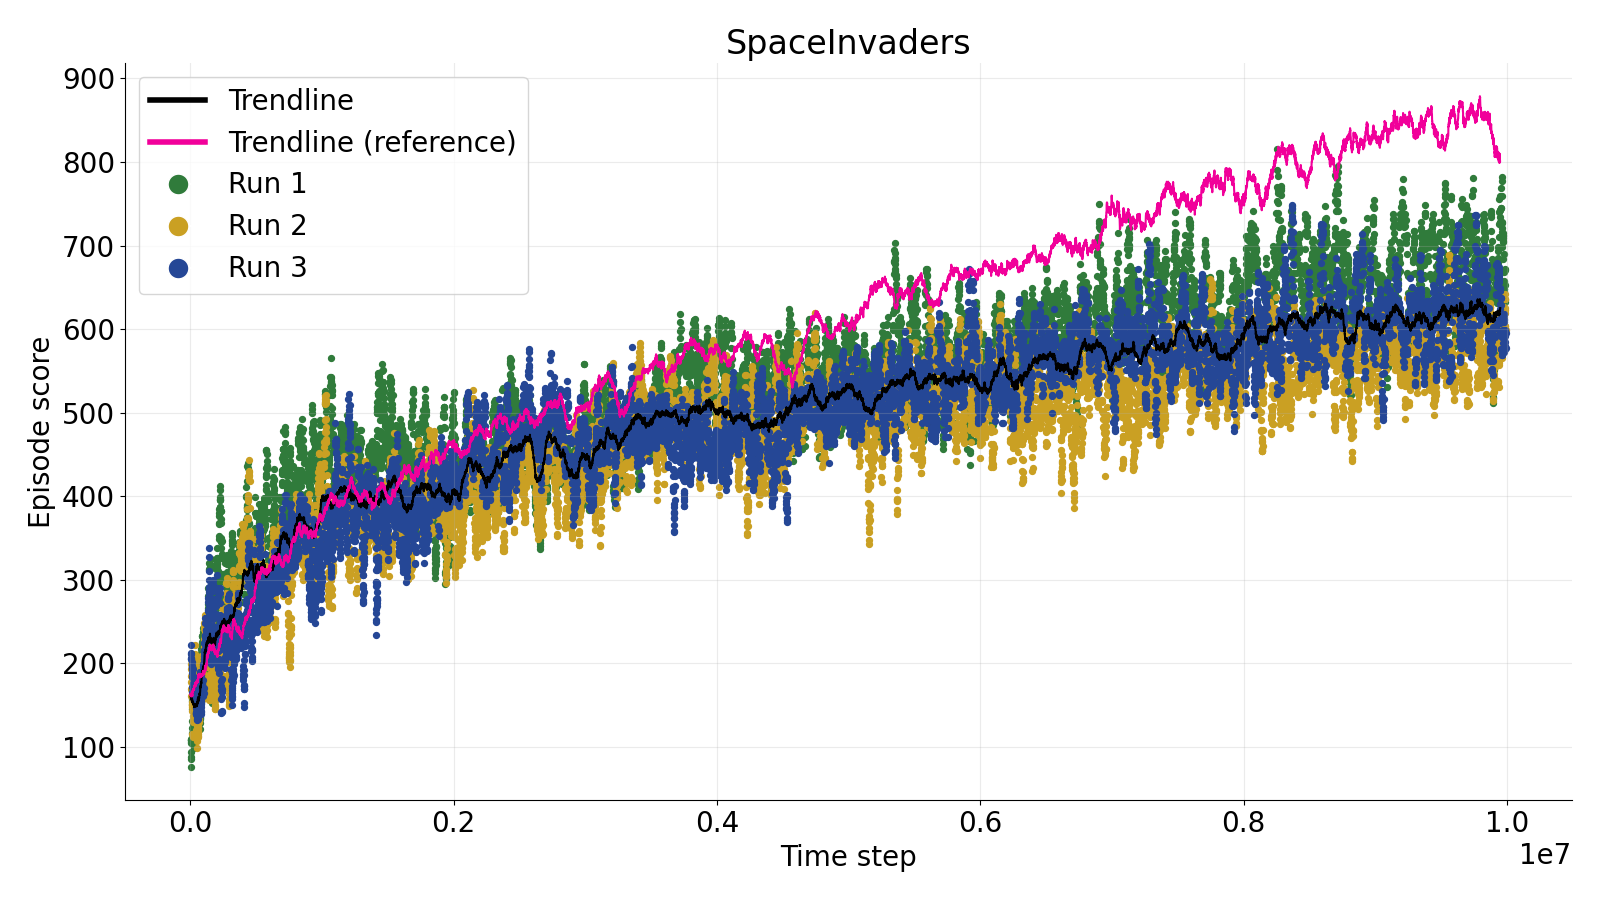 SpaceInvaders
900
800
700
600
500
400
300
200
100
Episode score
Trendline
Trendline (reference)
Run 1
Run 2
Run 3
0.0 0.2 0.4 0.6 0.8 1.0
1e7
Time step